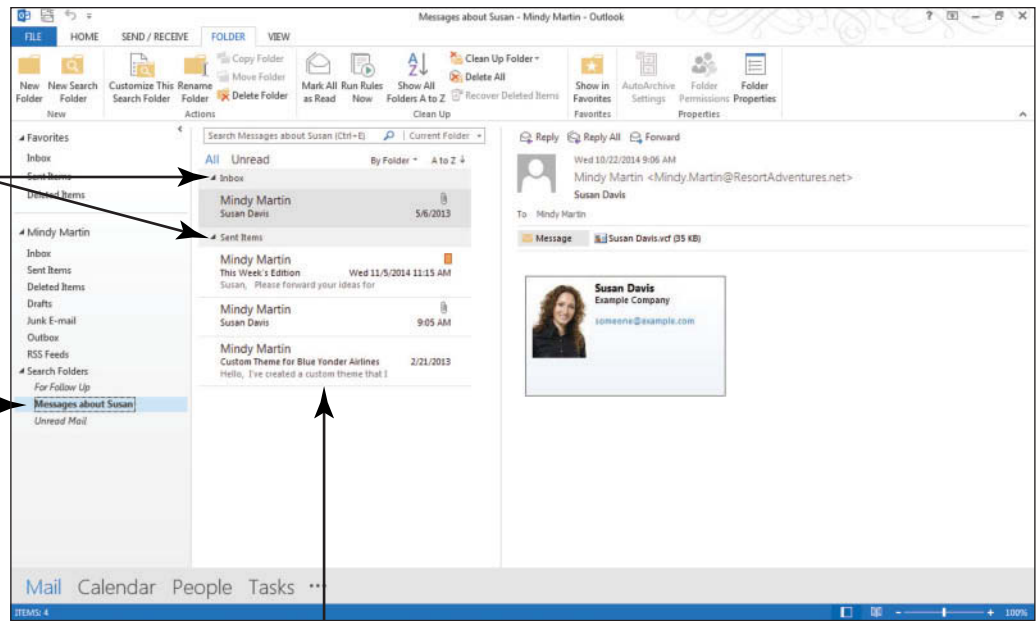 Messages about Susan - Mindy Martin - Outlook
FILE HOME SEND / RECEIVE FOLDER VIEW
New Folder
New Search Folder
New
Customize This Search Folder
Rename Folder
Copy Folder
Move Folder
Delete Folder
Actions
Mark All as Read
Run Rules Now
Show All Folders A to Z
Clean Up Folder
Delete All
Recover Deleted Items
Clean Up
Show in Favorites
Favorites
AutoArchive Settings
Folder Permissions
Folder Properties
Properties
Favorites
Inbox
Sent Items
Deleted Items
Mindy Martin
Inbox
Sent Items
Deleted Items
Drafts
Junk E-mail
Outbox
RSS Feeds
Search Folders
For Follow Up
Messages about Susan
Unread Mail
Search Messages about Susan (Ctrl+E) Current Folder
All Unread By Folder A to Z
Inbox
Mindy Martin
Susan Davis 5/6/2013
Sent Items
Mindy Martin
This Week's Edition Wed 11/5/2014 11:15 AM
Susan, Please forward your ideas for
Mindy Martin
Susan Davis 9:05 AM
Mindy Martin
Custom Theme for Blue Yonder Airlines 2/21/2013
Hello, I've created a custom theme that I
Reply Reply All Forward
Wed 10/22/2014 9:06 AM
Mindy Martin <Mindy.Martin@ResortAdventures.net>
Susan Davis
To Mindy Martin
Message Susan Davis.vcf (35 KB)
Susan Davis
Example Company
someone@example.com
Mail Calendar People Tasks ...
ITEMS: 4 100%